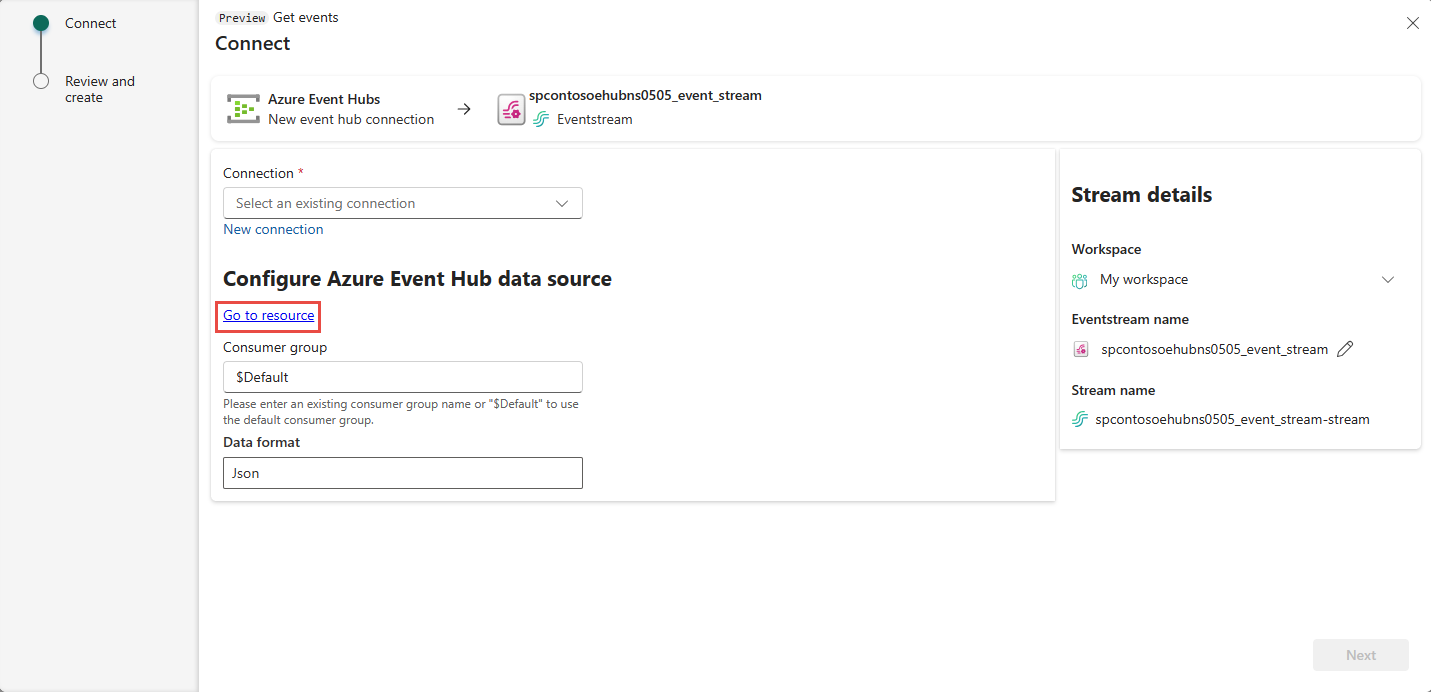 Connect
Review and
create
Preview Get events
Connect
Azure Event Hubs
New event hub connection
spcontosoehubns0505_event_stream
Eventstream
Connection *
Select an existing connection
New connection
Configure Azure Event Hub data source
Go to resource
Consumer group
$Default
Please enter an existing consumer group name or "$Default" to use
the default consumer group.
Data format
Json
Stream details
Workspace
My workspace
Eventstream name
spcontosoehubns0505_event_stream
Stream name
spcontosoehubns0505_event_stream-stream
Next